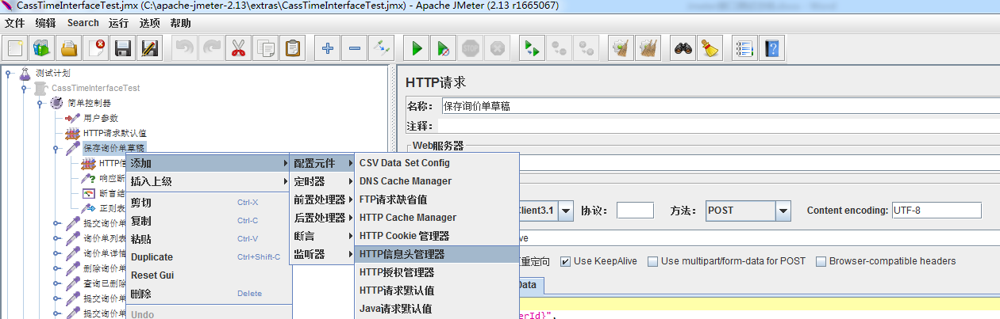 CassTimeInterfaceTest.jmx (C:\apache-jmeter-2.13\extras\CassTimeInterfaceTest.jmx) - Apache JMeter (2.13 r1665067)
文件 编辑 Search 运行 选项 帮助
STOP
测试计划
CassTimeInterfaceTest
简单控制器
用户参数
HTTP请求默认值
保存询价单草稿
HTTP信
响应断
断言结
正则表
提交询价单
询价单列表
询价单详情
删除询价单
查询已删除
提交询价单
提交询价单
添加
插入上级
剪切 Ctrl-X
复制 Ctrl-C
粘贴 Ctrl-V
Duplicate Ctrl+Shift-C
Reset Gui
删除 Delete
Undo
配置元件
定时器
前置处理器
后置处理器
断言
监听器
CSV Data Set Config
DNS Cache Manager
FTP请求缺省值
HTTP Cache Manager
HTTP Cookie 管理器
HTTP信息头管理器
HTTP授权管理器
HTTP请求默认值
Java请求默认值
HTTP请求
名称： 保存询价单草稿
注释：
Web服务器
Client3.1 协议： 方法： POST Content encoding: UTF-8
ve
重定向 Use KeepAlive Use multipart/form-data for POST Browser-compatible headers
Data
erId}",